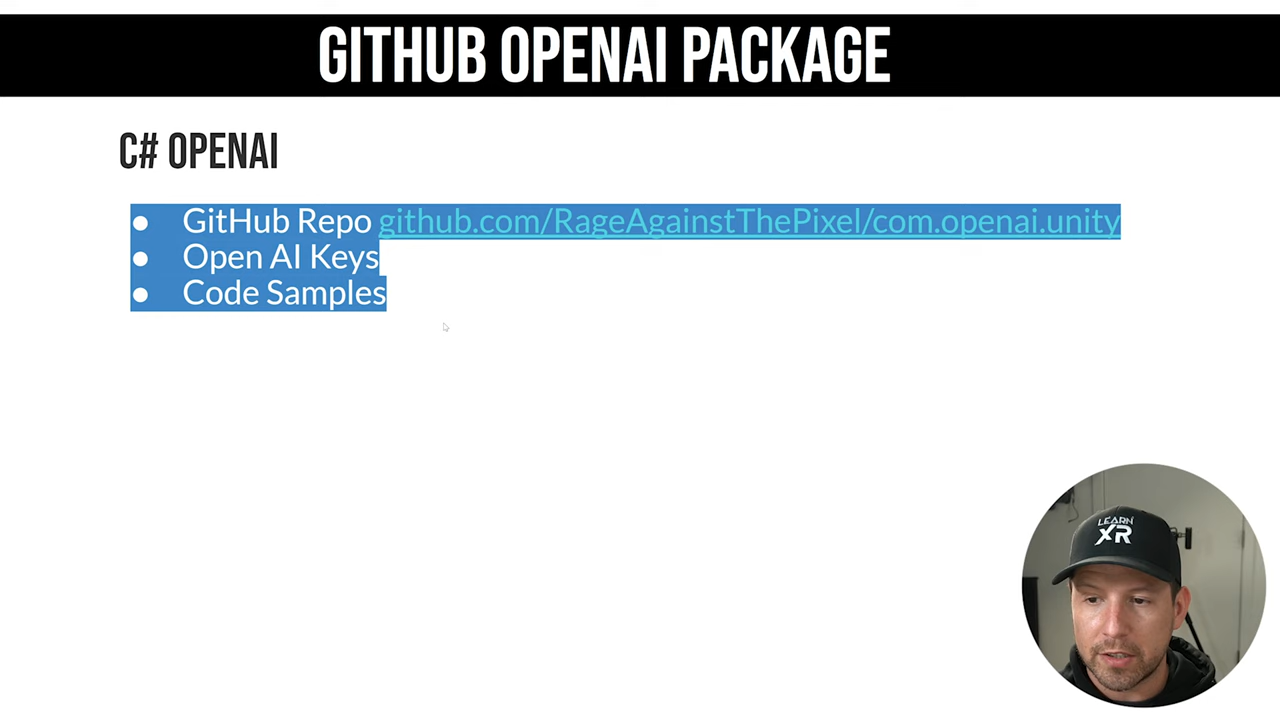 GITHUB OPENAI PACKAGE
C# OPENAI
● GitHub Repo github.com/RageAgainstThePixel/com.openai.unity
● Open AI Keys
● Code Samples
LEARN
XR